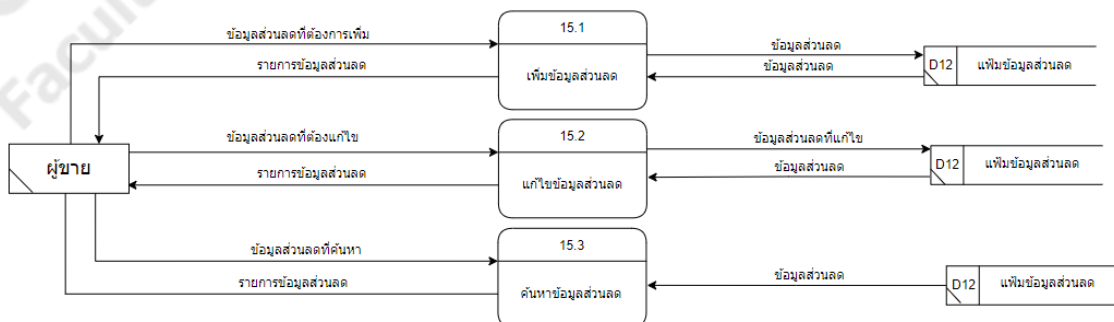 Facult
15.1
ข้อมูลส่วนลดที่ต้องการเพิ่ม
ข้อมูลส่วนลด
รายการข้อมูลส่วนลด
เพิ่มข้อมูลส่วนลด
ข้อมูลส่วนลด
D12 แฟ้มข้อมูลส่วนลด
ข้อมูลส่วนลดที่ต้องแก้ไข
15.2
ข้อมูลส่วนลดที่แก้ไข
ผู้ขาย
รายการข้อมูลส่วนลด
แก้ไขข้อมูลส่วนลด
ข้อมูลส่วนลด
D12 แฟ้มข้อมูลส่วนลด
ข้อมูลส่วนลดที่ค้นหา
15.3
รายการข้อมูลส่วนลด
ค้นหาข้อมูลส่วนลด
ข้อมูลส่วนลด
D12 แฟ้มข้อมูลส่วนลด